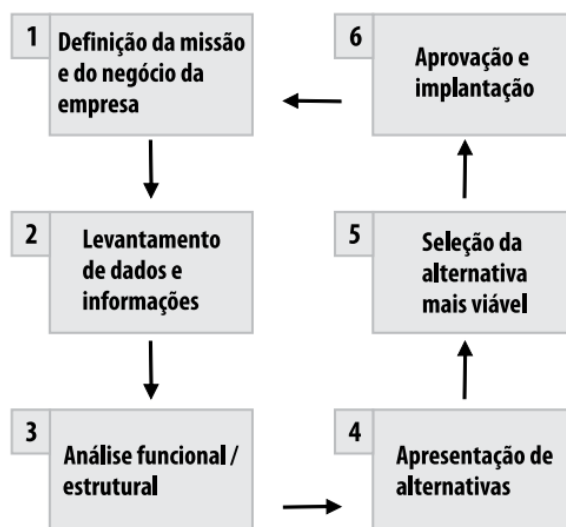 1
Definição da missão
e do negócio da
empresa
2
Levantamento
de dados e
informações
3
Análise funcional /
estrutural
4
Apresentação de
alternativas
5
Seleção da
alternativa
mais viável
6
Aprovação e
implantação